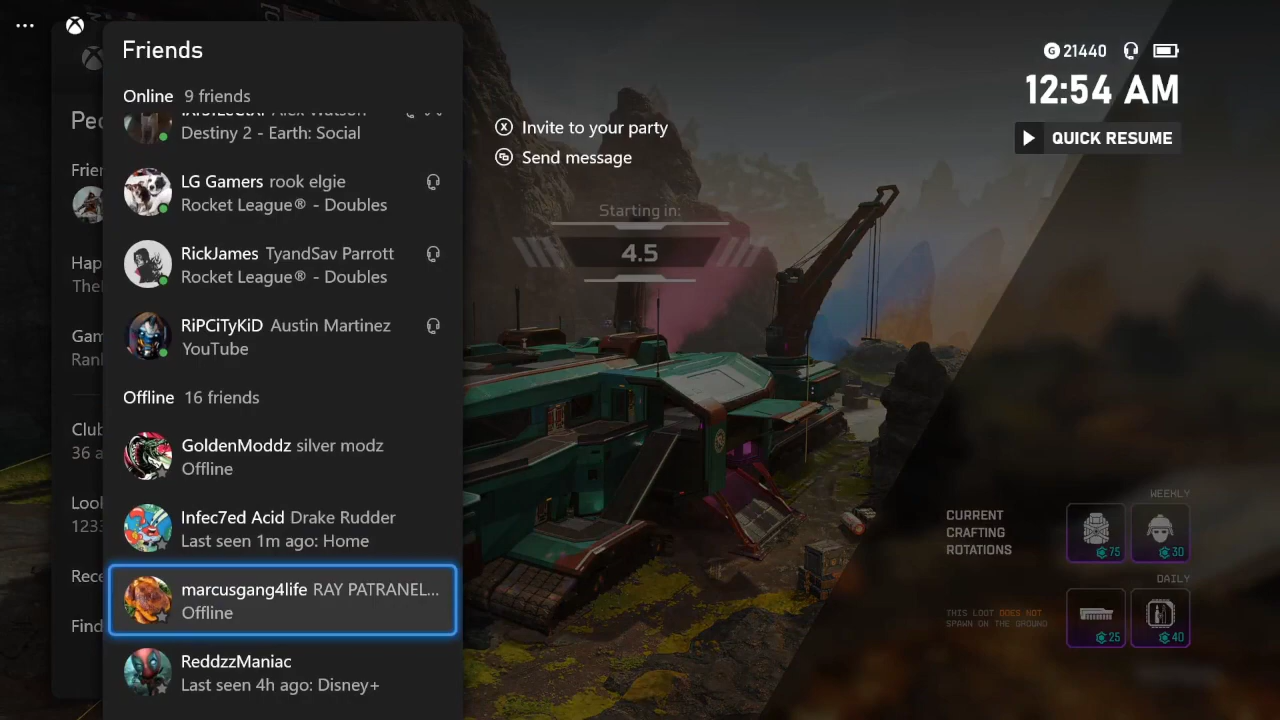 Friends
Online 9 friends
Alex Watson
Destiny 2 - Earth: Social
LG Gamers rook elgie
Rocket League® - Doubles
RickJames TyandSav Parrott
Rocket League® - Doubles
RiPCiTyKiD Austin Martinez
YouTube
Offline 16 friends
GoldenModdz silver modz
Offline
Infec7ed Acid Drake Rudder
Last seen 1m ago: Home
marcusgang4life RAY PATRANEL...
Offline
ReddzzManiac
Last seen 4h ago: Disney+
Invite to your party
Send message
Starting in:
4.5
G 21440
12:54 AM
QUICK RESUME
WEEKLY
CURRENT
CRAFTING
ROTATIONS
75
30
DAILY
THIS LOOT DOES NOT
SPAWN ON THE GROUND
25
40